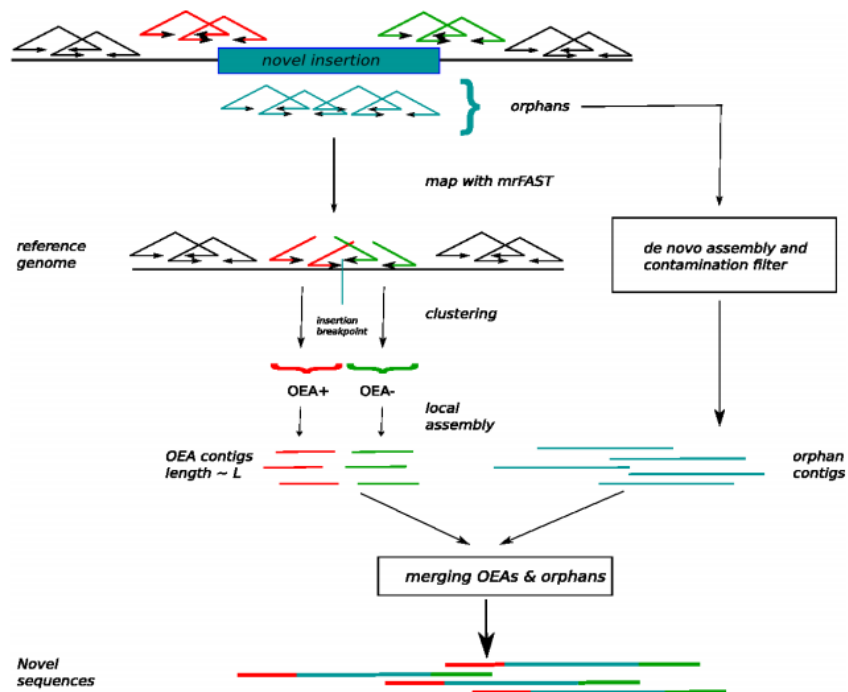 novel insertion
orphans
map with mrFAST
reference
genome
de novo assembly and
contamination filter
insertion
breakpoint
clustering
OEA+
OEA-
local
assembly
OEA contigs
length ~ L
orphan
contigs
merging OEAs & orphans
Novel
sequences